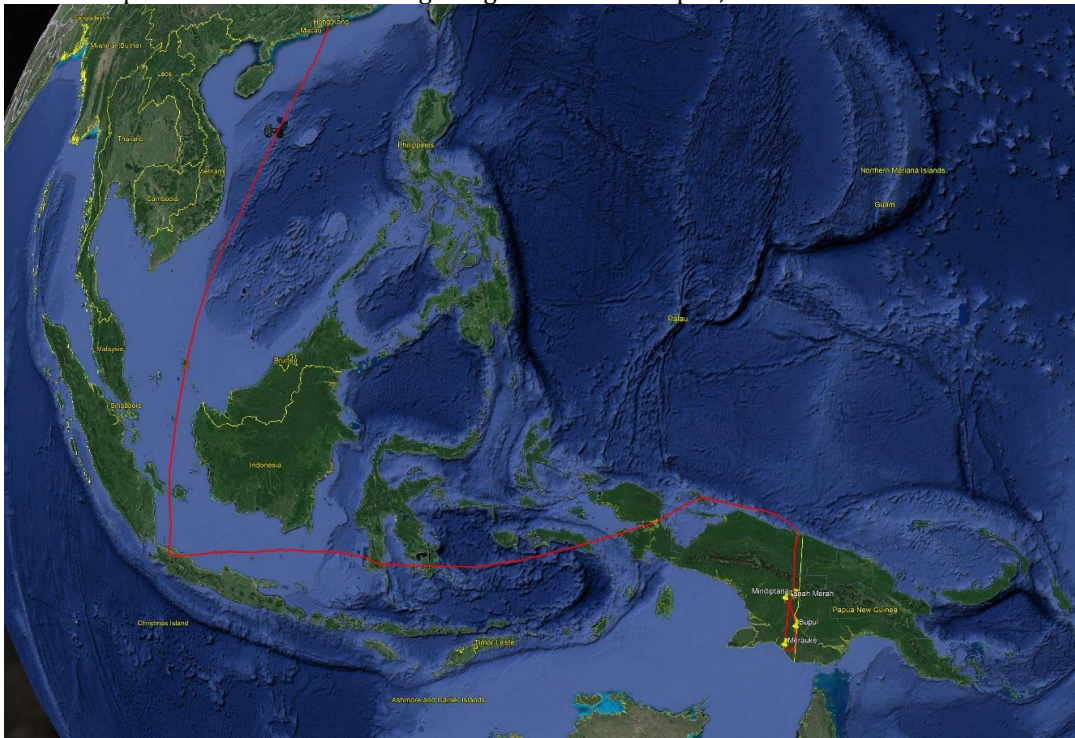 Bangladesh
Hong Kong
Macau
Myanmar (Burma)
Laos
Thailand
Vietnam
Cambodia
Philippines
Northern Mariana Islands
Guam
Palau
Malaysia
Brunei
Singapore
Indonesia
Mindiptana
Tanah Merah
Papua New Guinea
Bupul
Christmas Island
Merauke
Timor-Leste
Ashmore and Cartier Islands